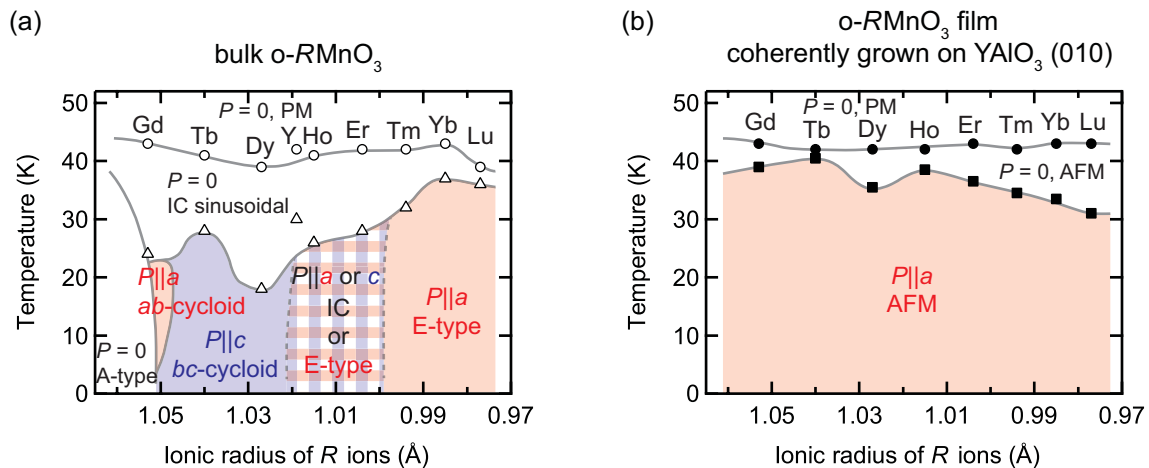 (a)
bulk o-RMnO3
50
40
30
20
10
0
Temperature (K)
P = 0, PM
Gd
Tb
Dy
Y
Ho
Er
Tm
Yb
Lu
P = 0
IC sinusoidal
P||a
ab-cycloid
P = 0
A-type
P||c
bc-cycloid
P||a or c
IC
or
E-type
P||a
E-type
1.05 1.03 1.01 0.99 0.97
Ionic radius of R ions (Å)
(b)
o-RMnO3 film
coherently grown on YAlO3 (010)
50
40
30
20
10
0
Temperature (K)
P = 0, PM
Gd
Tb
Dy
Ho
Er
Tm
Yb
Lu
P = 0, AFM
P||a
AFM
1.05 1.03 1.01 0.99 0.97
Ionic radius of R ions (Å)